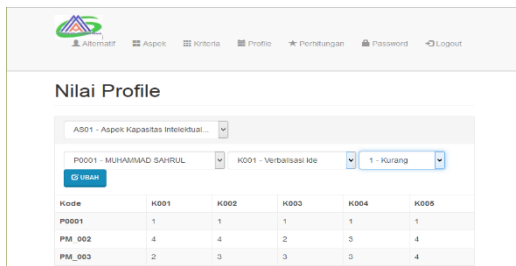 Alternatif Aspek Kriteria Profile Perhitungan Password Logout
Nilai Profile
AS01 - Aspek Kapasitas Intelektual...
P0001 - MUHAMMAD SAHRUL K001 - Verbalisasi Ide 1 - Kurang
UBAH
Kode K001 K002 K003 K004 K005
P0001 1 1 1 1 1
PM_002 4 4 2 3 4
PM_003 2 3 3 3 4